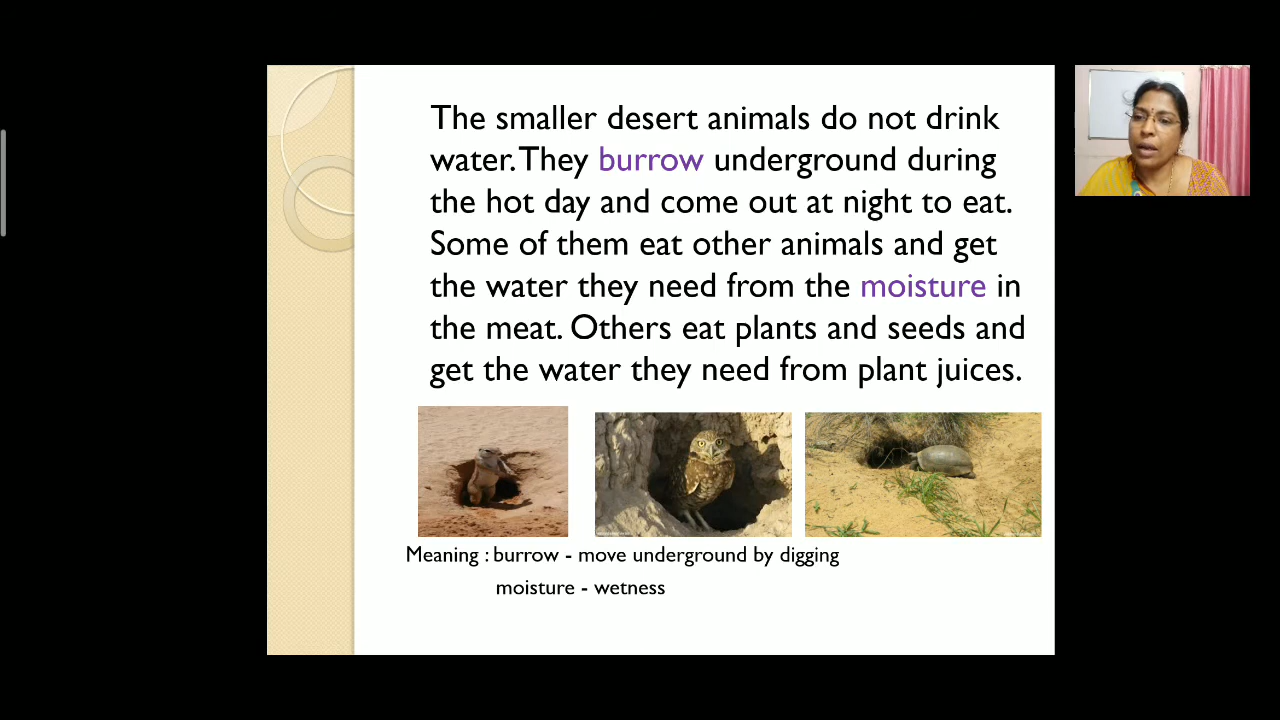 The smaller desert animals do not drink
water. They burrow underground during
the hot day and come out at night to eat.
Some of them eat other animals and get
the water they need from the moisture in
the meat. Others eat plants and seeds and
get the water they need from plant juices.
Meaning : burrow - move underground by digging
moisture - wetness